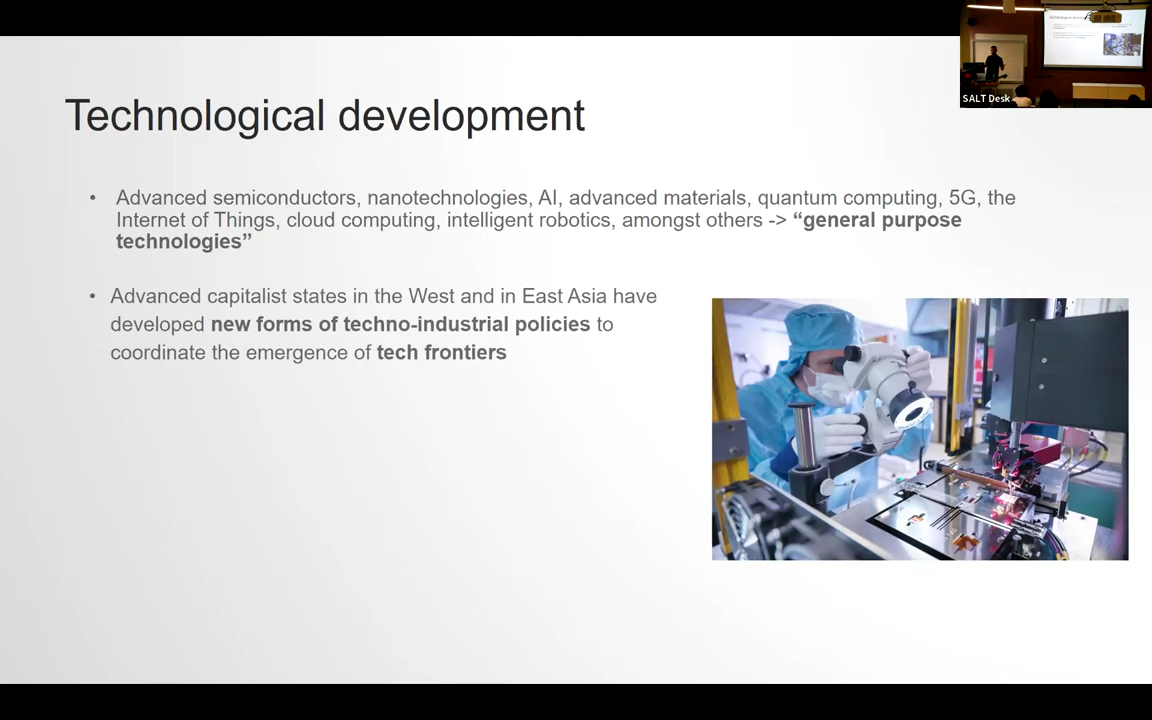 SALT Desk
Technological development
• Advanced semiconductors, nanotechnologies, AI, advanced materials, quantum computing, 5G, the
Internet of Things, cloud computing, intelligent robotics, amongst others -> “general purpose
technologies”
• Advanced capitalist states in the West and in East Asia have
developed new forms of techno-industrial policies to
coordinate the emergence of tech frontiers